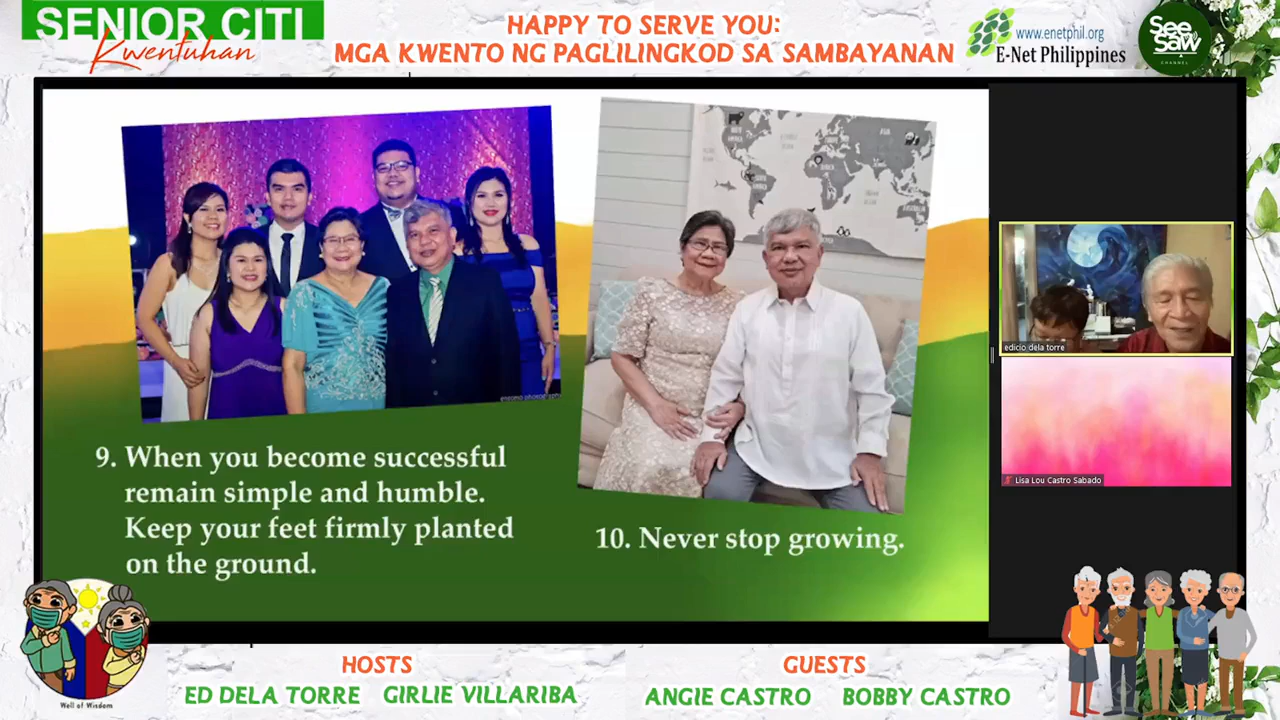 SENIOR CITI
Kwentuhan
HAPPY TO SERVE YOU:
MGA KWENTO NG PAGLILINGKOD SA SAMBAYANAN
www.enetphil.org
E-Net Philippines
See
Saw
CHANNEL
9. When you become successful
remain simple and humble.
Keep your feet firmly planted
on the ground.
10. Never stop growing.
edicio dela torre
Lisa Lou Castro Sabado
Well of Wisdom
HOSTS
ED DELA TORRE GIRLIE VILLARIBA
GUESTS
ANGIE CASTRO BOBBY CASTRO